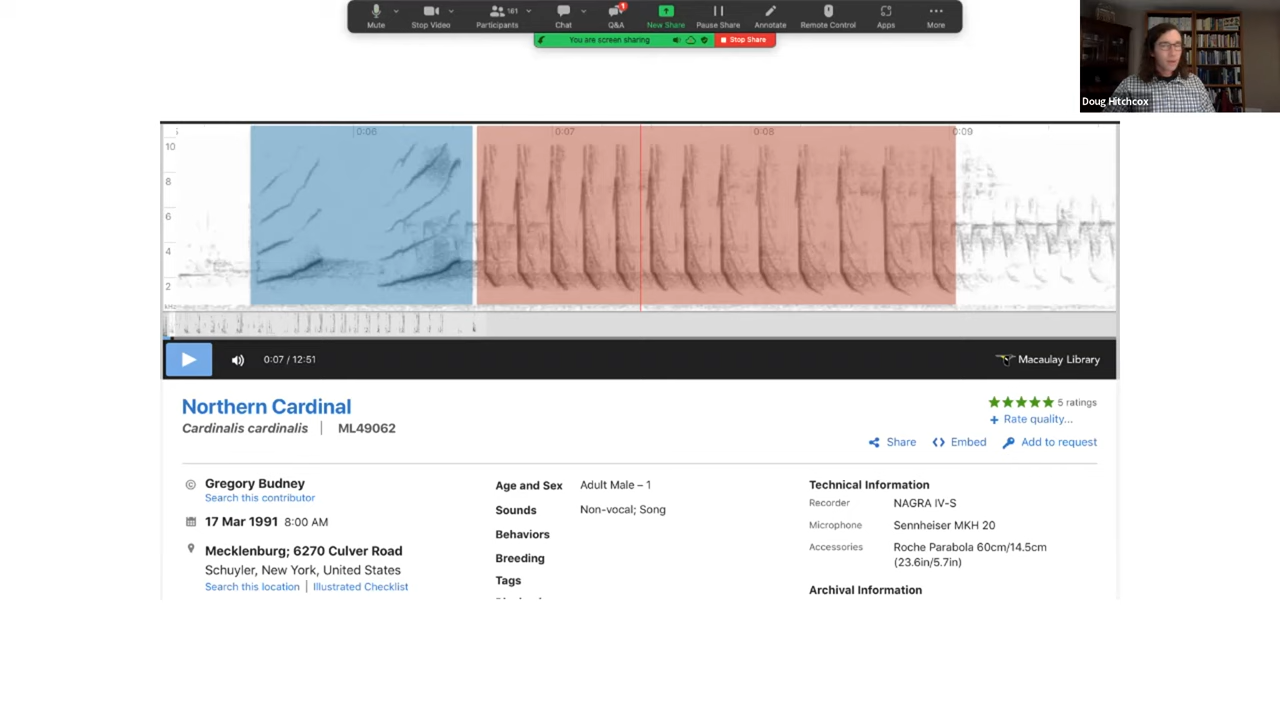 Mute
Stop Video
Participants 161
Chat
Q&A 1
New Share
Pause Share
Annotate
Remote Control
Apps
More
You are screen sharing
Stop Share
Doug Hitchcox
0:06
0:07
0:08
0:09
10
8
6
4
2
kHz
0:07 / 12:51
Macaulay Library
Northern Cardinal
5 ratings
Cardinalis cardinalis | ML49062
Rate quality...
Share
Embed
Add to request
Gregory Budney
Search this contributor
17 Mar 1991 8:00 AM
Mecklenburg; 6270 Culver Road
Schuyler, New York, United States
Search this location | Illustrated Checklist
Age and Sex Adult Male – 1
Sounds Non-vocal; Song
Behaviors
Breeding
Tags
Technical Information
Recorder NAGRA IV-S
Microphone Sennheiser MKH 20
Accessories Roche Parabola 60cm/14.5cm
(23.6in/5.7in)
Archival Information